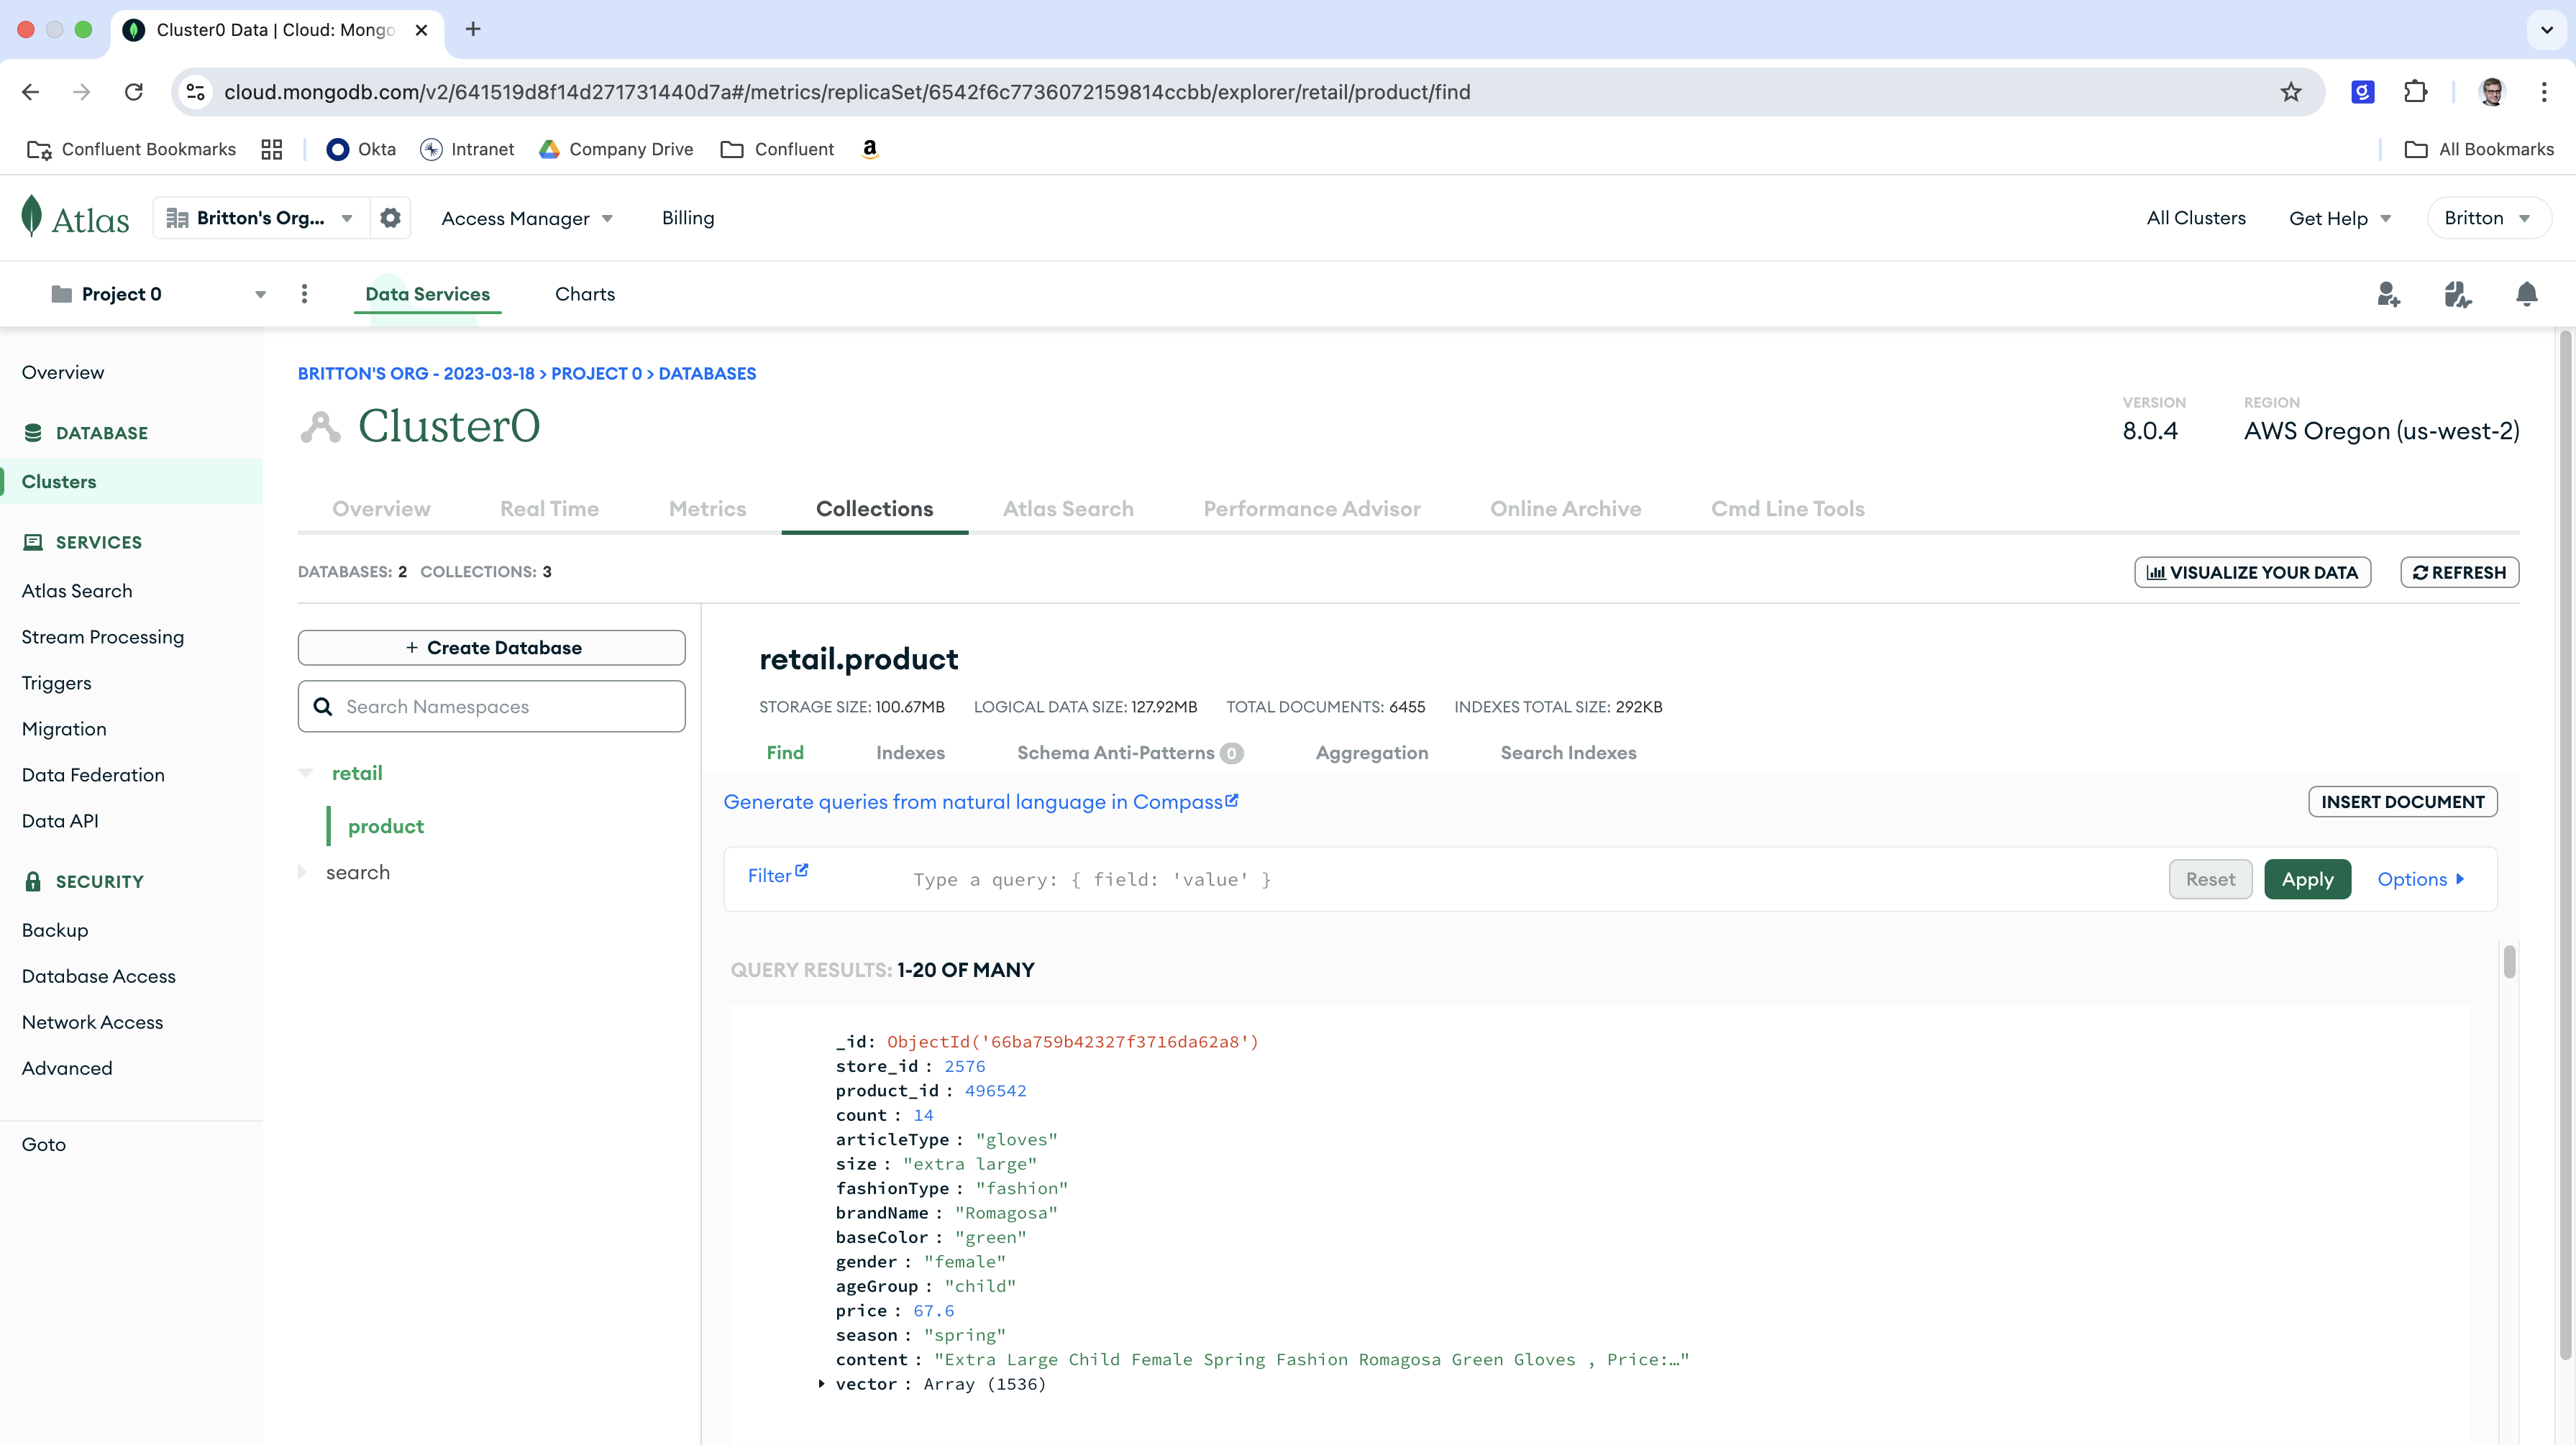 Cluster0 Data | Cloud: Mongo
cloud.mongodb.com/v2/641519d8f14d271731440d7a#/metrics/replicaSet/6542f6c7736072159814ccbb/explorer/retail/product/find
Confluent Bookmarks Okta Intranet Company Drive Confluent All Bookmarks
Atlas Britton's Org... Access Manager Billing All Clusters Get Help Britton
Project 0 Data Services Charts
Overview
DATABASE
Clusters
SERVICES
Atlas Search
Stream Processing
Triggers
Migration
Data Federation
Data API
SECURITY
Backup
Database Access
Network Access
Advanced
Goto
BRITTON'S ORG - 2023-03-18 > PROJECT 0 > DATABASES
Cluster0
VERSION
8.0.4
REGION
AWS Oregon (us-west-2)
Overview Real Time Metrics Collections Atlas Search Performance Advisor Online Archive Cmd Line Tools
DATABASES: 2 COLLECTIONS: 3
VISUALIZE YOUR DATA REFRESH
+ Create Database
Search Namespaces
retail
product
search
retail.product
STORAGE SIZE: 100.67MB LOGICAL DATA SIZE: 127.92MB TOTAL DOCUMENTS: 6455 INDEXES TOTAL SIZE: 292KB
Find Indexes Schema Anti-Patterns 0 Aggregation Search Indexes
Generate queries from natural language in Compass
INSERT DOCUMENT
Filter Type a query: { field: 'value' } Reset Apply Options
QUERY RESULTS: 1-20 OF MANY
_id: ObjectId('66ba759b42327f3716da62a8')
store_id : 2576
product_id : 496542
count : 14
articleType : "gloves"
size : "extra large"
fashionType : "fashion"
brandName : "Romagosa"
baseColor : "green"
gender : "female"
ageGroup : "child"
price : 67.6
season : "spring"
content : "Extra Large Child Female Spring Fashion Romagosa Green Gloves , Price:…"
vector : Array (1536)